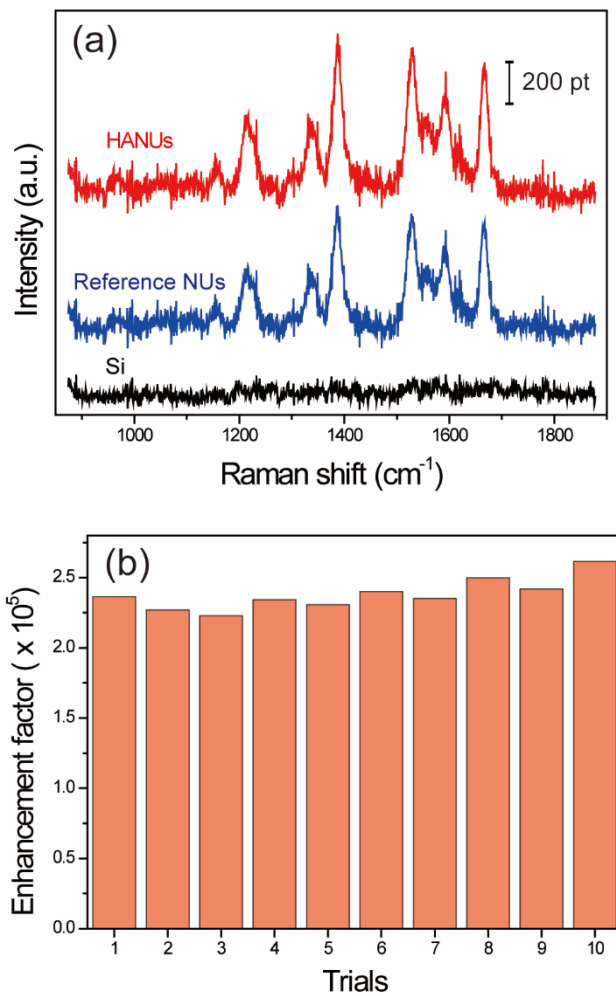 (a)
200 pt
HANUs
Reference NUs
Si
Intensity (a.u.)
1000 1200 1400 1600 1800
Raman shift (cm⁻¹)
(b)
2.5
2.0
1.5
1.0
0.5
0.0
Enhancement factor ( x 10⁵)
1 2 3 4 5 6 7 8 9 10
Trials